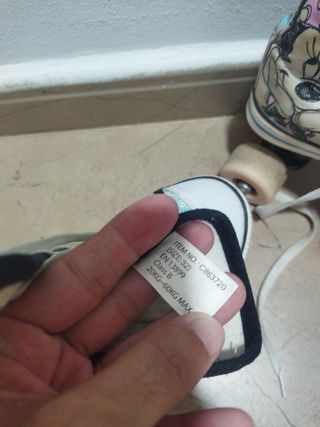 ITEM NO.: C863720
(SIZE:32)
EN 13899
Class B
20KG-60KG MAX.